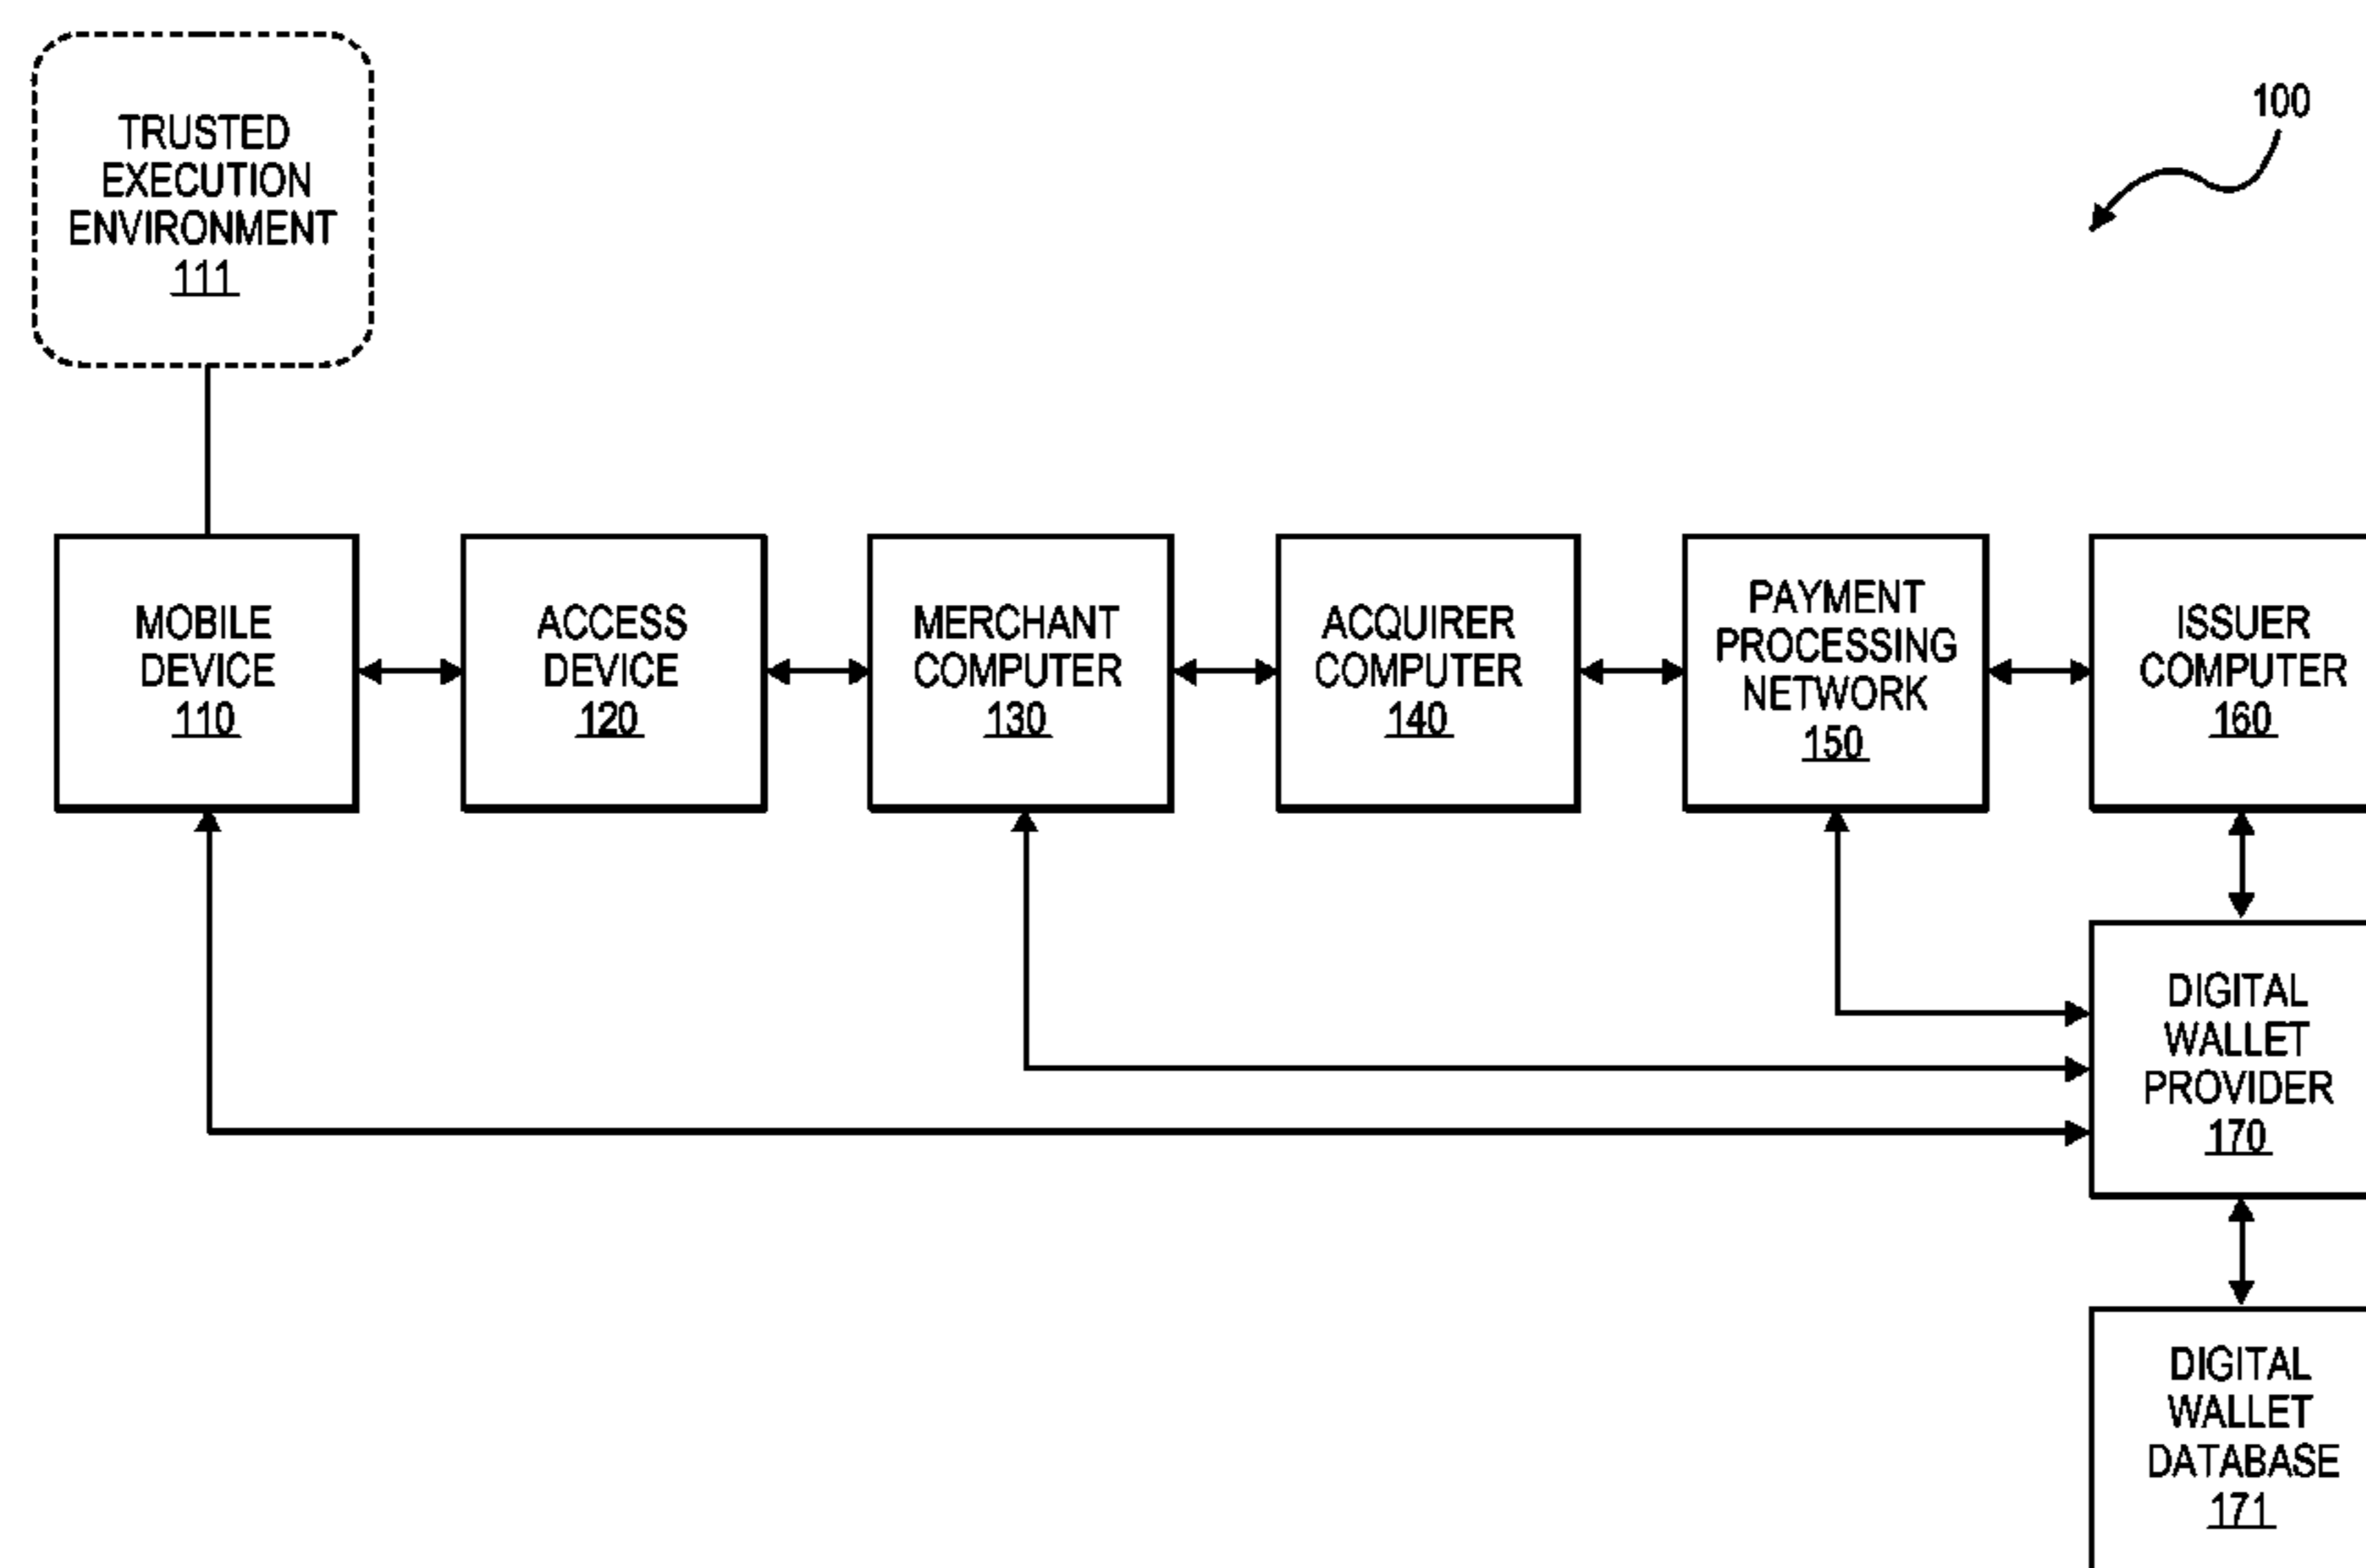 TRUSTED
EXECUTION
ENVIRONMENT
111
100
MOBILE
DEVICE
110
ACCESS
DEVICE
120
MERCHANT
COMPUTER
130
ACQUIRER
COMPUTER
140
PAYMENT
PROCESSING
NETWORK
150
ISSUER
COMPUTER
160
DIGITAL
WALLET
PROVIDER
170
DIGITAL
WALLET
DATABASE
171